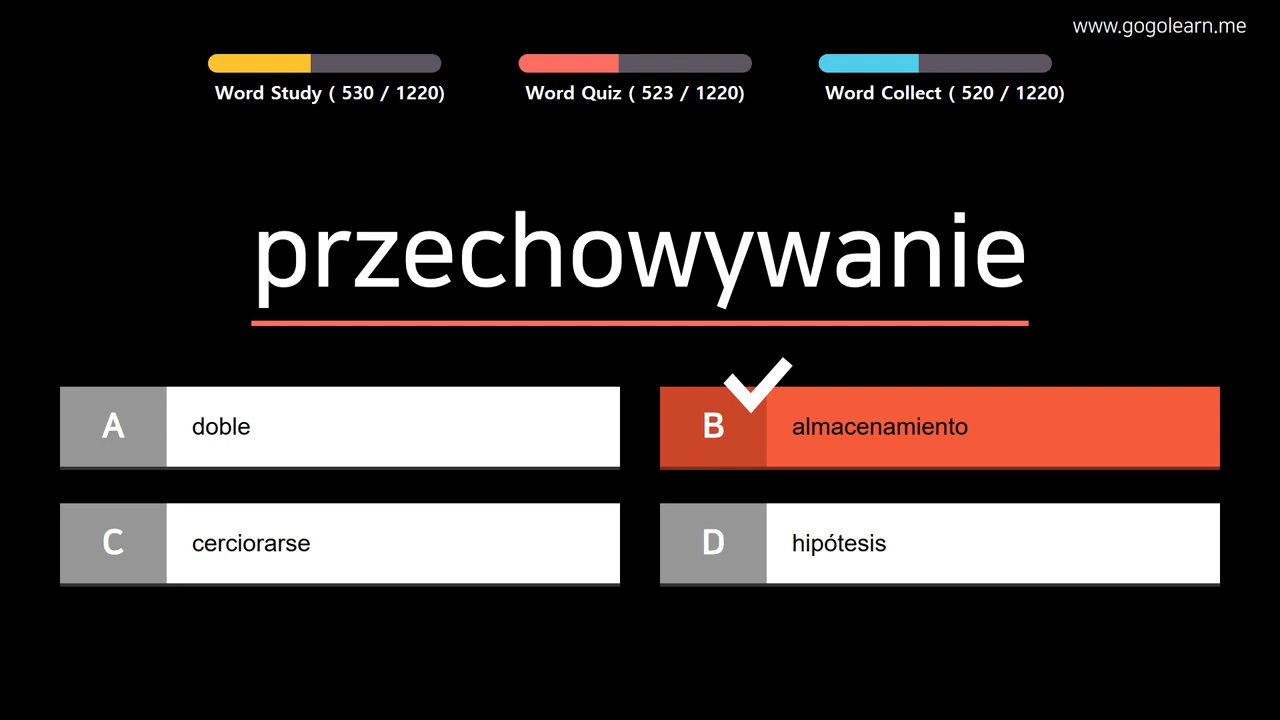 www.gogolearn.me
Word Study ( 530 / 1220)
Word Quiz ( 523 / 1220)
Word Collect ( 520 / 1220)
przechowywanie
A doble
B almacenamiento
C cerciorarse
D hipótesis